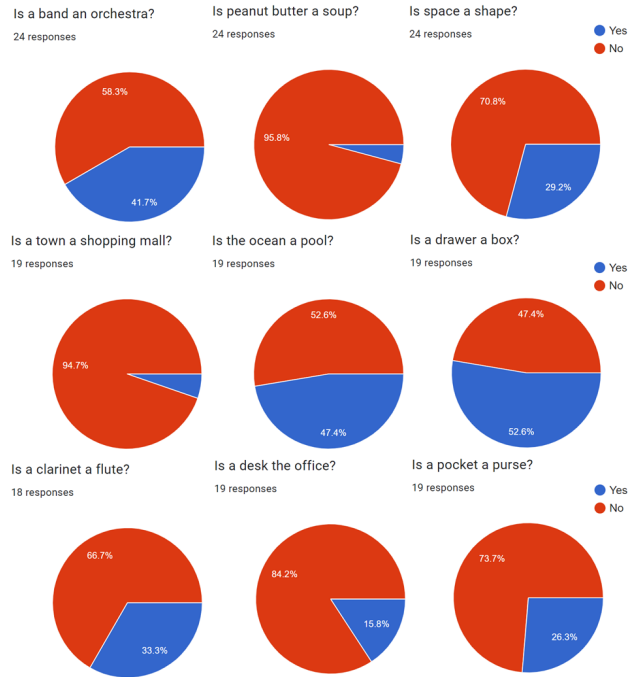 Is a band an orchestra?
24 responses
58.3%
41.7%
Is peanut butter a soup?
24 responses
95.8%
Is space a shape?
24 responses
70.8%
29.2%
Yes
No
Is a town a shopping mall?
19 responses
94.7%
Is the ocean a pool?
19 responses
52.6%
47.4%
Is a drawer a box?
19 responses
47.4%
52.6%
Yes
No
Is a clarinet a flute?
18 responses
66.7%
33.3%
Is a desk the office?
19 responses
84.2%
15.8%
Is a pocket a purse?
19 responses
73.7%
26.3%
Yes
No